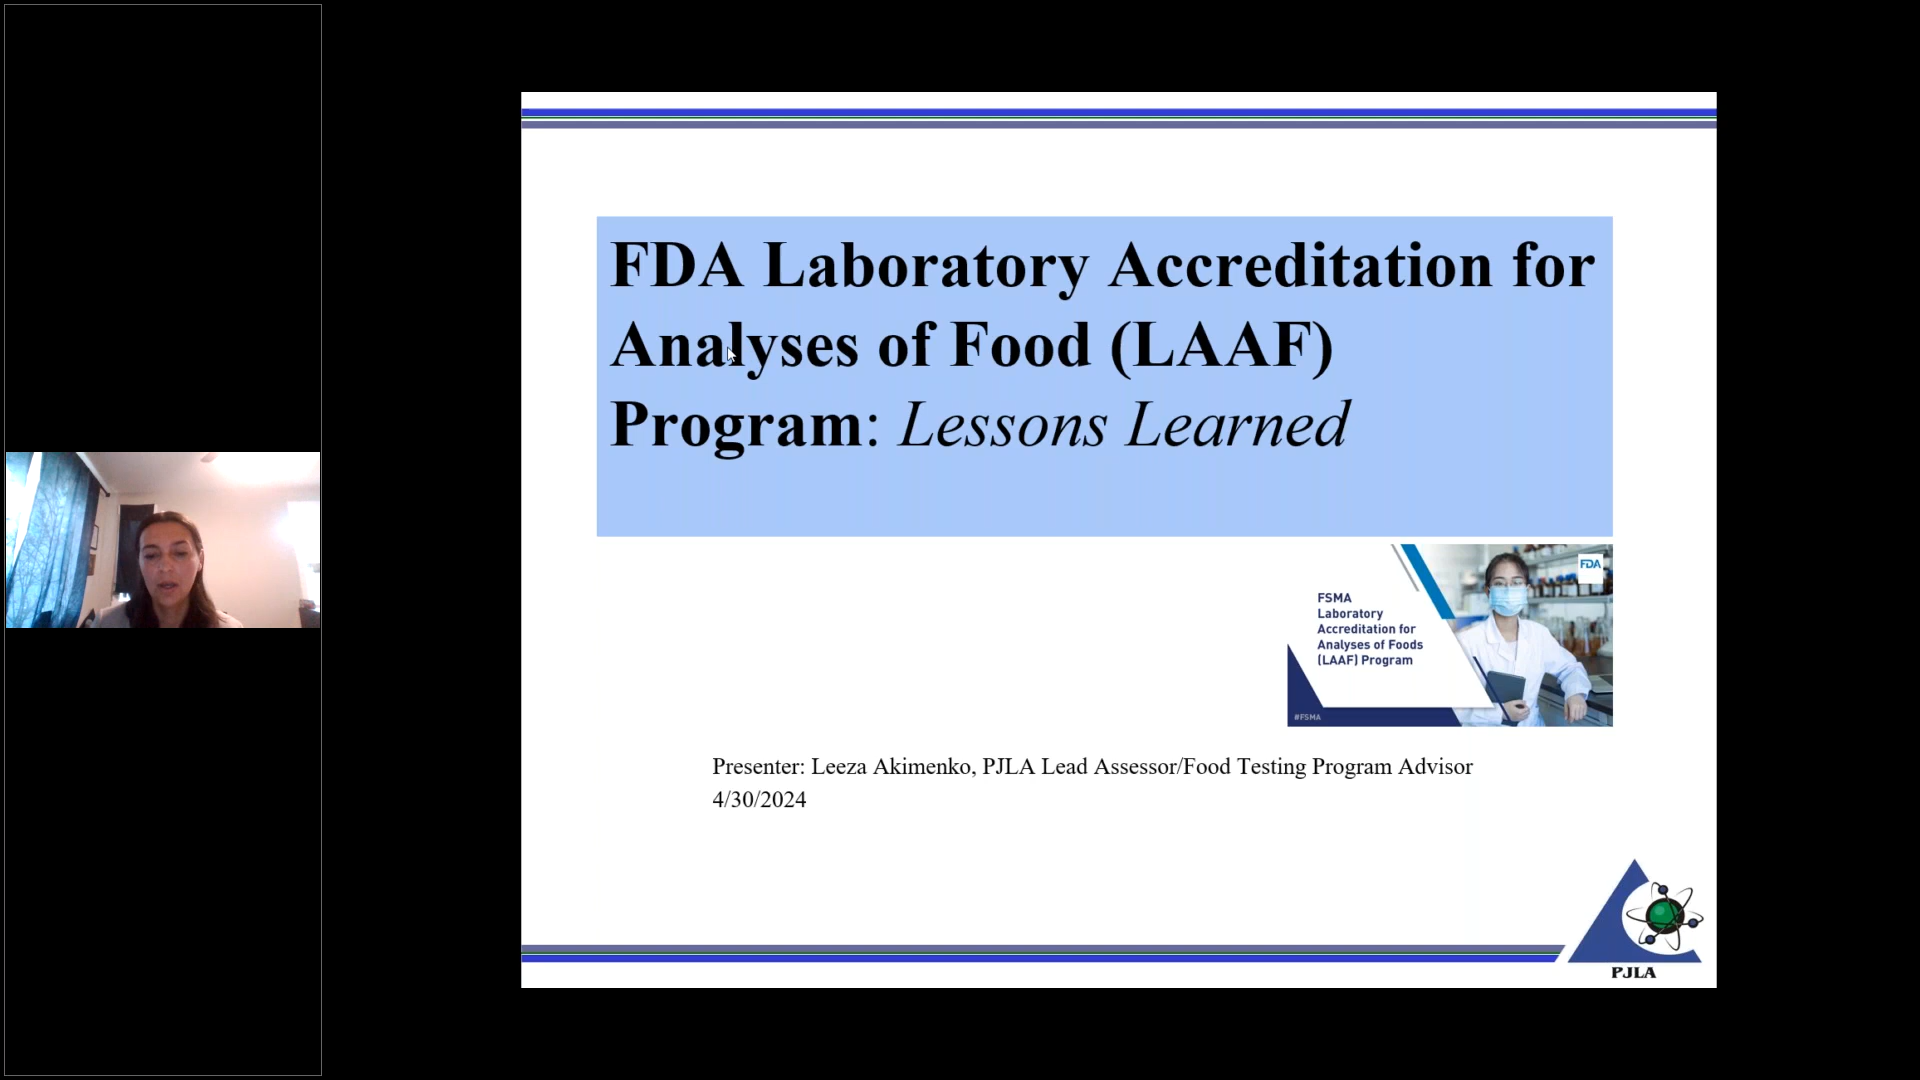 FDA Laboratory Accreditation for
Analyses of Food (LAAF)
Program: Lessons Learned
FDA
FSMA
Laboratory
Accreditation for
Analyses of Foods
(LAAF) Program
#FSMA
Presenter: Leeza Akimenko, PJLA Lead Assessor/Food Testing Program Advisor
4/30/2024
PJLA